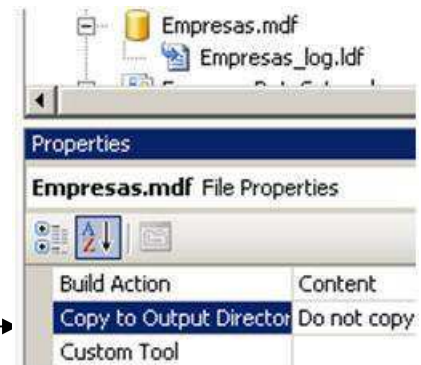 Empresas.mdf
Empresas_log.ldf
Properties
Empresas.mdf File Properties
Build Action Content
Copy to Output Director Do not copy
Custom Tool